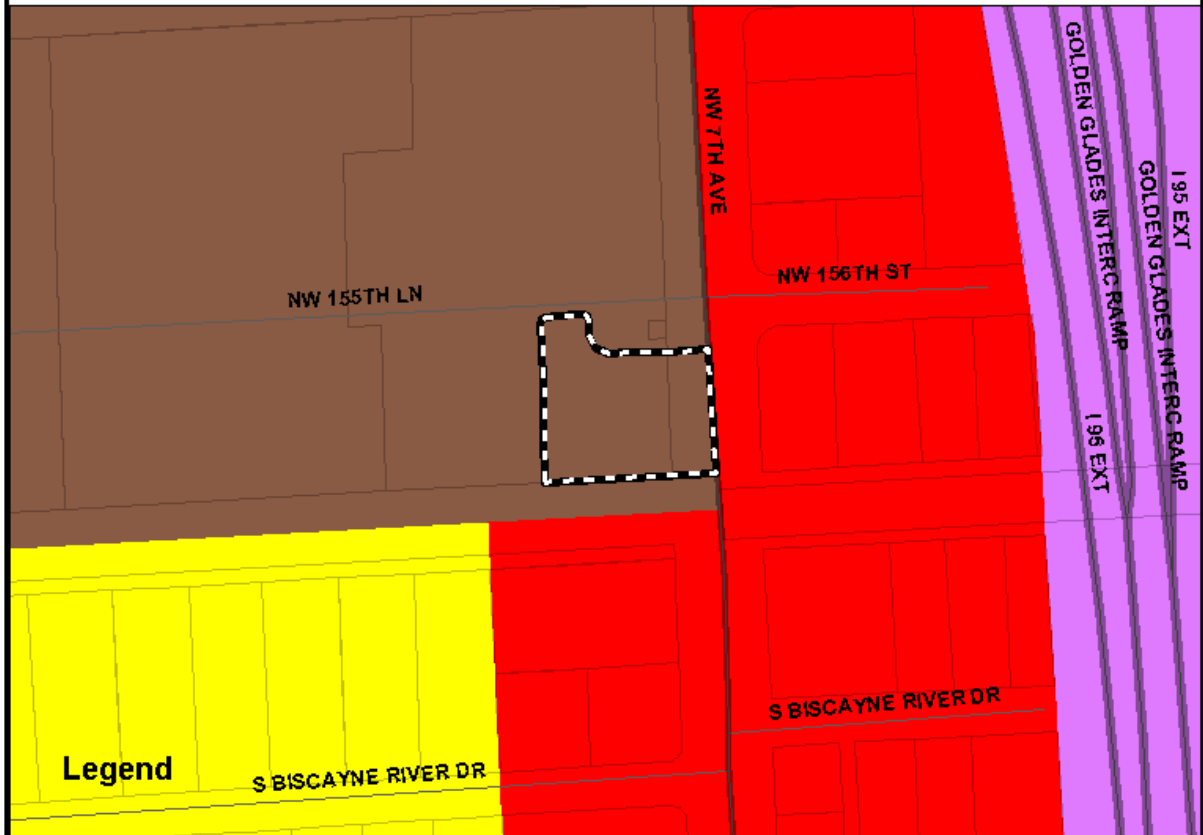 GOLDEN GLADES INTERC RAMP
NW 7TH AVE
GOLDEN GLADES INTERC RAMP
I 95 EXT
NW 156TH ST
NW 155TH LN
I 95 EXT
S BISCAYNE RIVER DR
Legend
S BISCAYNE RIVER DR